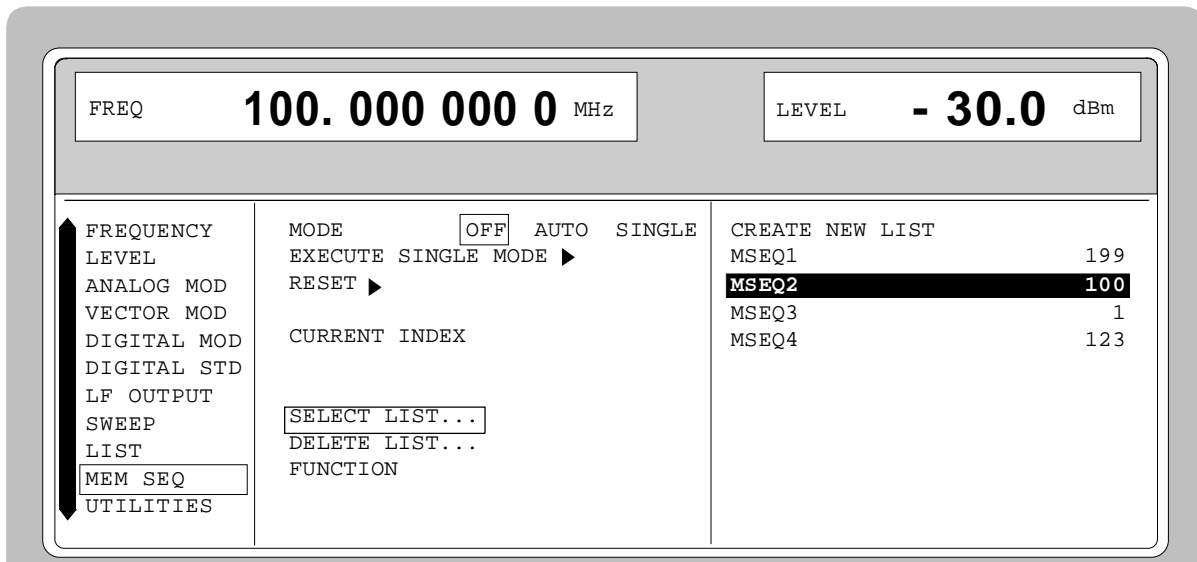 FREQ 100. 000 000 0 MHz
LEVEL - 30.0 dBm
FREQUENCY
LEVEL
ANALOG MOD
VECTOR MOD
DIGITAL MOD
DIGITAL STD
LF OUTPUT
SWEEP
LIST
MEM SEQ
UTILITIES
MODE OFF AUTO SINGLE
EXECUTE SINGLE MODE
RESET
CURRENT INDEX
SELECT LIST...
DELETE LIST...
FUNCTION
CREATE NEW LIST
MSEQ1 199
MSEQ2 100
MSEQ3 1
MSEQ4 123